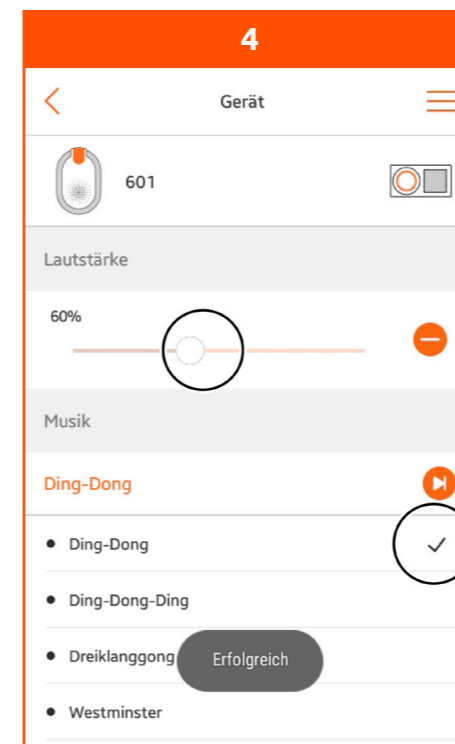 4
Gerät
601
Lautstärke
60%
Musik
Ding-Dong
• Ding-Dong
• Ding-Dong-Ding
• Dreiklanggong
Erfolgreich
• Westminster